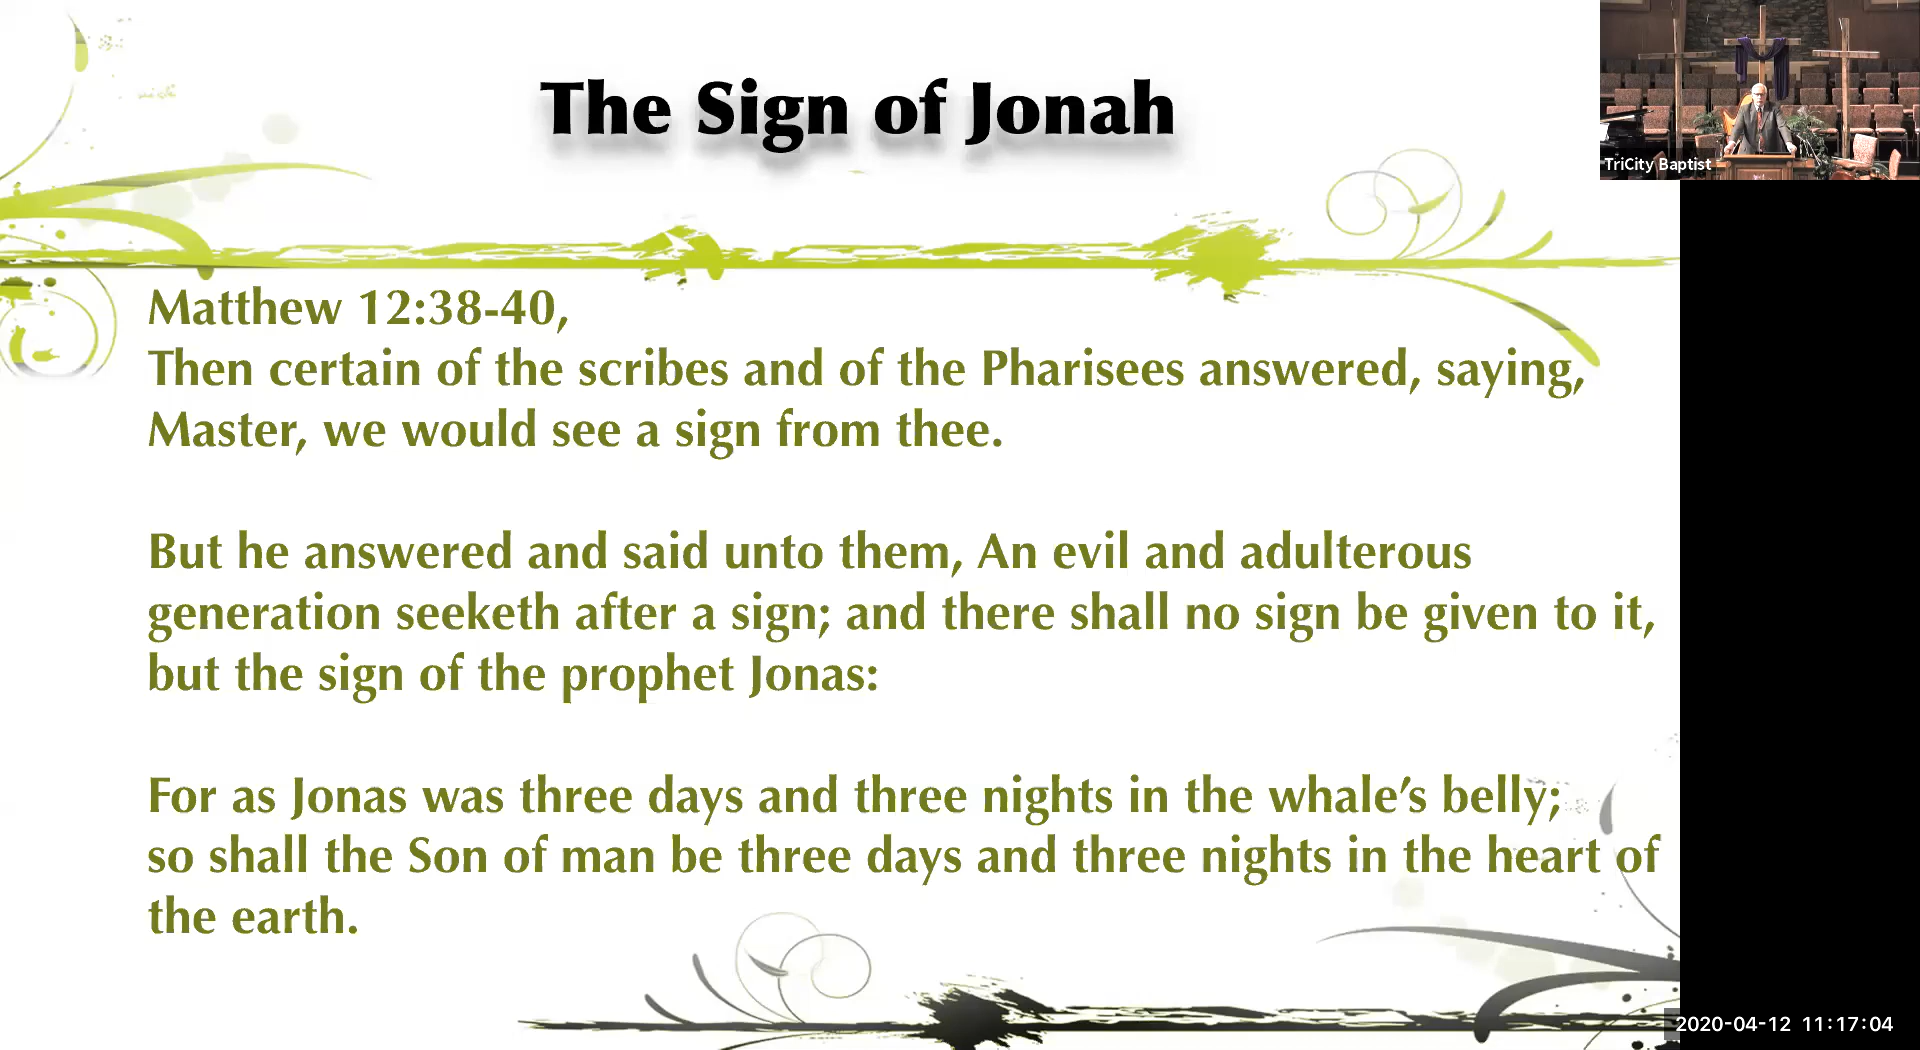 The Sign of Jonah
TriCity Baptist
Matthew 12:38-40,
Then certain of the scribes and of the Pharisees answered, saying,
Master, we would see a sign from thee.
But he answered and said unto them, An evil and adulterous
generation seeketh after a sign; and there shall no sign be given to it,
but the sign of the prophet Jonas:
For as Jonas was three days and three nights in the whale’s belly;
so shall the Son of man be three days and three nights in the heart of
the earth.
2020-04-12 11:17:04